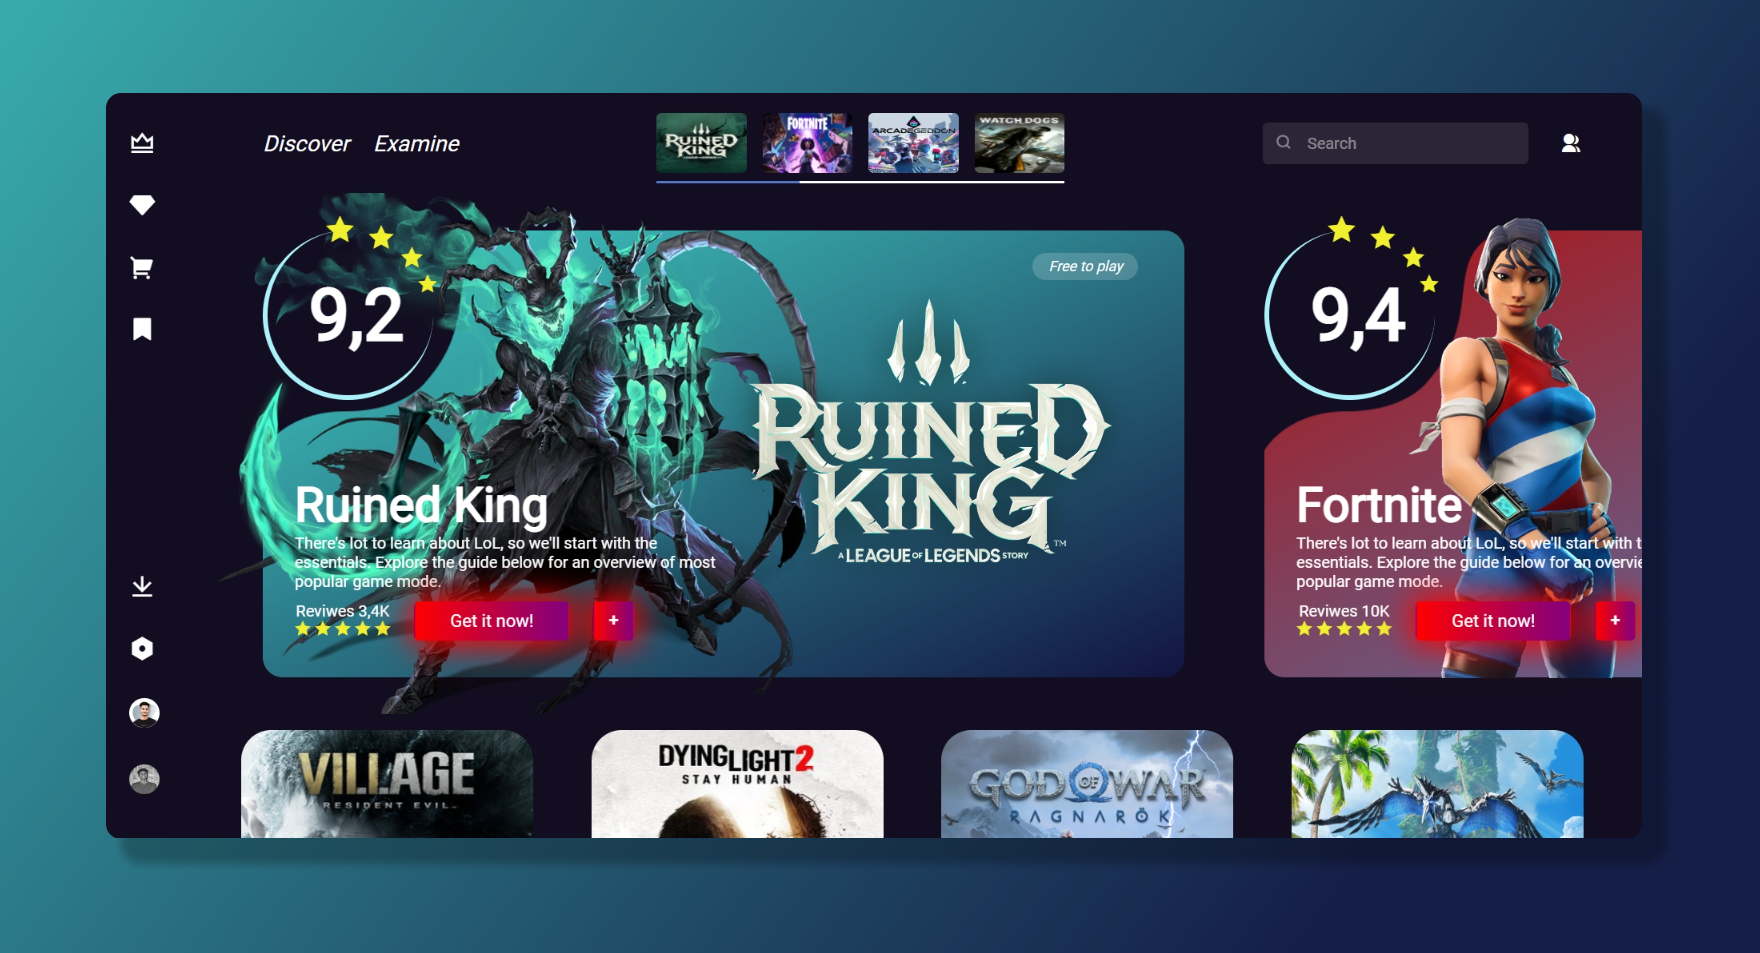 Discover Examine
RUINED
KING
FORTNITE
ARCADEGEDDON
WATCH DOGS
Search
9,2
Free to play
RUINED
KING
™
A LEAGUE OF LEGENDS STORY
Ruined King
There's lot to learn about LoL, so we'll start with the
essentials. Explore the guide below for an overview of most
popular game mode.
Reviwes 3,4K
Get it now!
+
9,4
Fortnite
There's lot to learn about LoL, so we'll start with t
essentials. Explore the guide below for an overvie
popular game mode.
Reviwes 10K
Get it now!
+
VILLAGE
RESIDENT EVIL
DYING LIGHT 2
STAY HUMAN
GOD OF WAR
RAGNARÖK